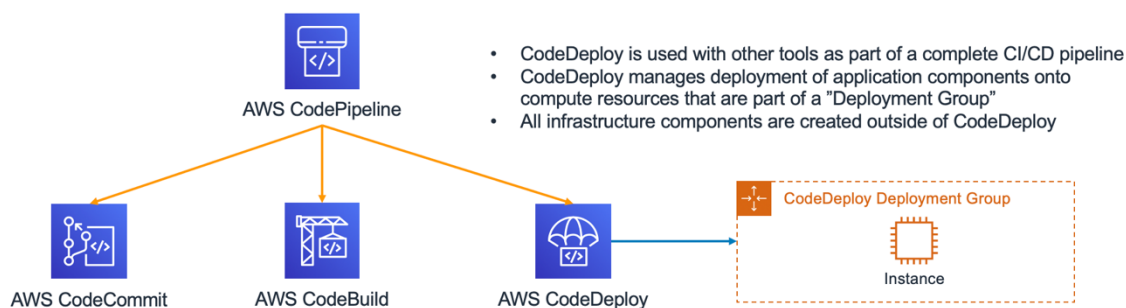 AWS CodePipeline
• CodeDeploy is used with other tools as part of a complete CI/CD pipeline
• CodeDeploy manages deployment of application components onto
compute resources that are part of a ”Deployment Group”
• All infrastructure components are created outside of CodeDeploy
AWS CodeCommit
AWS CodeBuild
AWS CodeDeploy
CodeDeploy Deployment Group
Instance